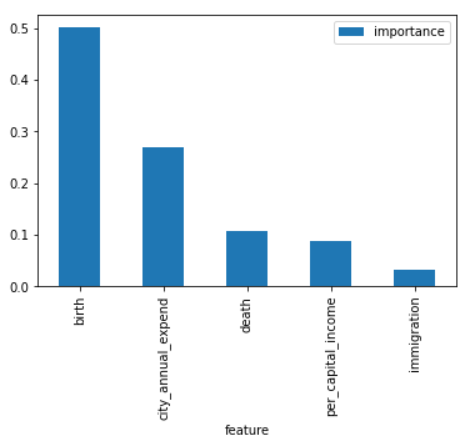 importance
0.5
0.4
0.3
0.2
0.1
0.0
birth
city_annual_expend
death
per_capital_income
immigration
feature